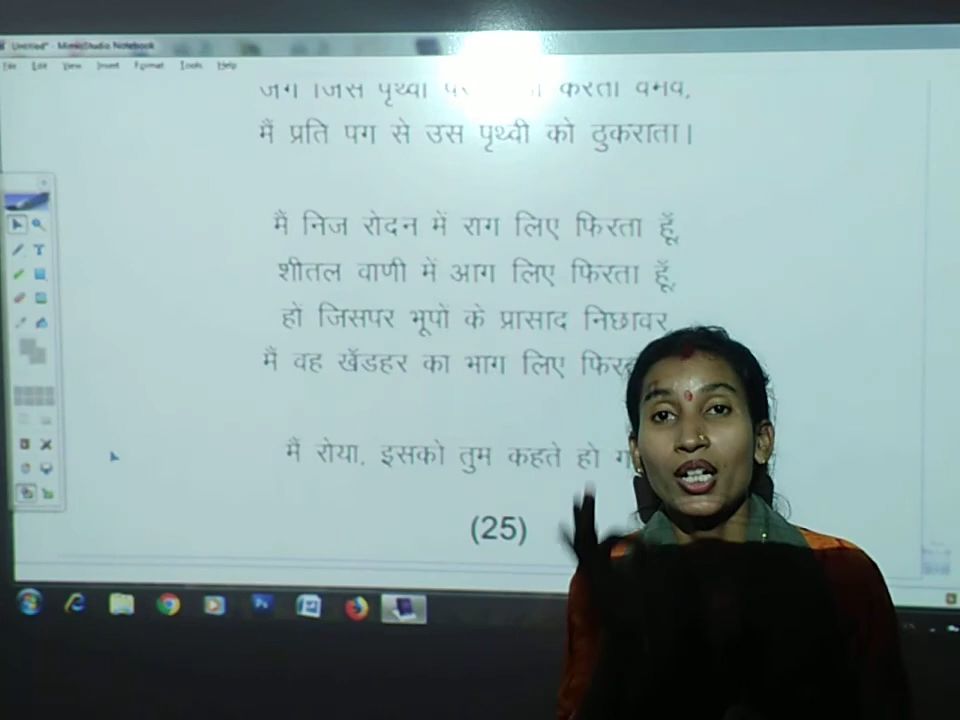 Untitled* - MimioStudio Notebook
File Edit View Insert Format Tools Help
जग जिस पृथ्वी पर करता वैभव,
मैं प्रति पग से उस पृथ्वी को ठुकराता।
मैं निज रोदन में राग लिए फिरता हूँ,
शीतल वाणी में आग लिए फिरता हूँ,
हों जिसपर भूपों के प्रासाद निछावर,
मैं वह खँडहर का भाग लिए
मैं रोया, इसको तुम कहते हो
(25)